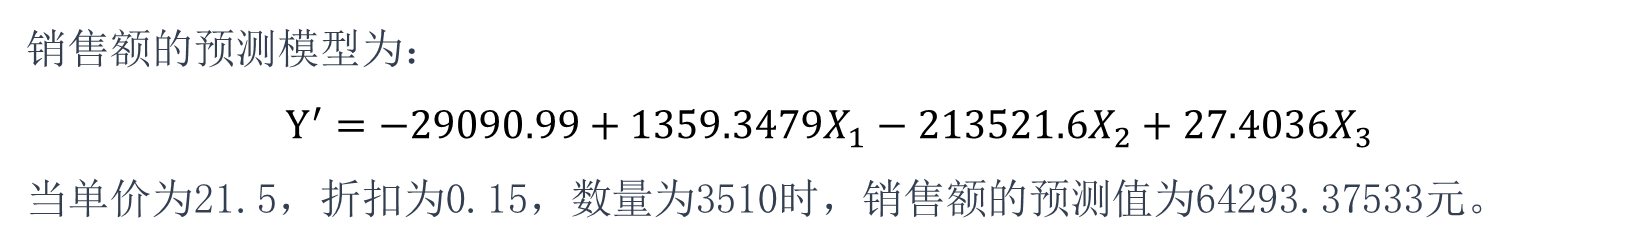 销售额的预测模型为：
Y′ = −29090.99 + 1359.3479X₁ − 213521.6X₂ + 27.4036X₃
当单价为21.5，折扣为0.15，数量为3510时，销售额的预测值为64293.37533元。